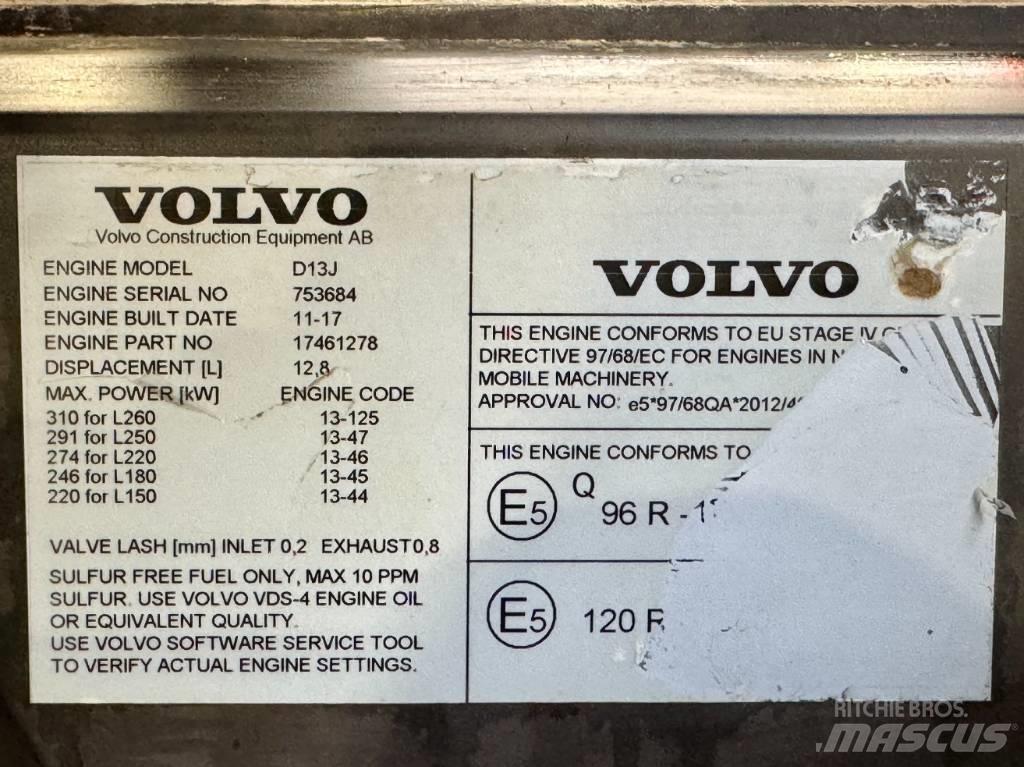 VOLVO
Volvo Construction Equipment AB
ENGINE MODEL D13J
ENGINE SERIAL NO 753684
ENGINE BUILT DATE 11-17
ENGINE PART NO 17461278
DISPLACEMENT [L] 12,8
MAX. POWER [kW] ENGINE CODE
310 for L260 13-125
291 for L250 13-47
274 for L220 13-46
246 for L180 13-45
220 for L150 13-44
VALVE LASH [mm] INLET 0,2 EXHAUST 0,8
SULFUR FREE FUEL ONLY, MAX 10 PPM
SULFUR. USE VOLVO VDS-4 ENGINE OIL
OR EQUIVALENT QUALITY.
USE VOLVO SOFTWARE SERVICE TOOL
TO VERIFY ACTUAL ENGINE SETTINGS.
VOLVO
THIS ENGINE CONFORMS TO EU STAGE IV
DIRECTIVE 97/68/EC FOR ENGINES IN
MOBILE MACHINERY.
APPROVAL NO: e5*97/68QA*2012/4
THIS ENGINE CONFORMS TO
E5 Q 96 R - 1
E5 120 R
RITCHIE BROS.
MASCUS